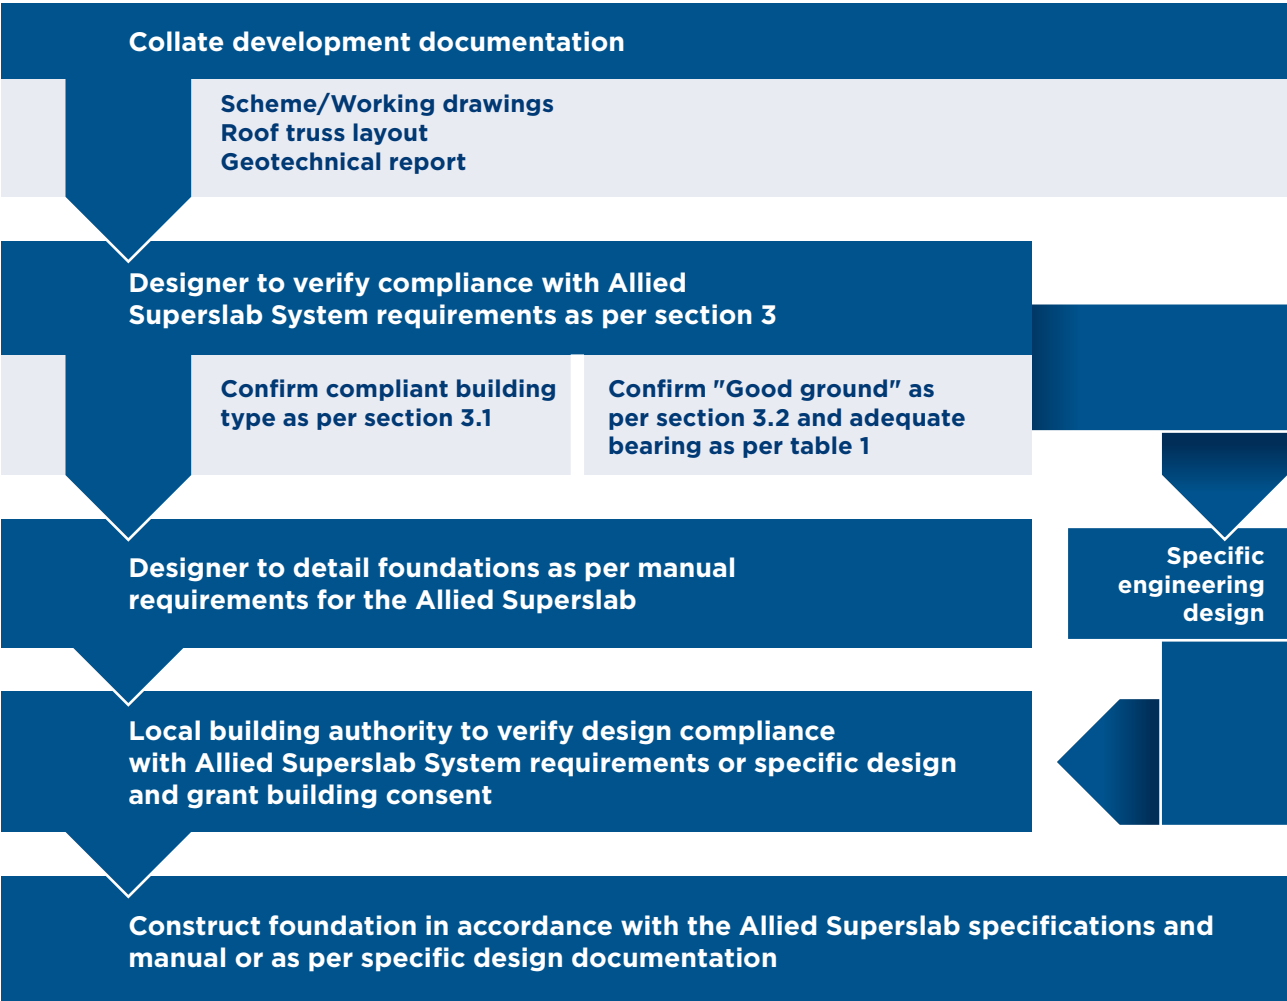 Collate development documentation
Scheme/Working drawings
Roof truss layout
Geotechnical report
Designer to verify compliance with Allied
Superslab System requirements as per section 3
Confirm compliant building
type as per section 3.1
Confirm "Good ground" as
per section 3.2 and adequate
bearing as per table 1
Designer to detail foundations as per manual
requirements for the Allied Superslab
Specific
engineering
design
Local building authority to verify design compliance
with Allied Superslab System requirements or specific design
and grant building consent
Construct foundation in accordance with the Allied Superslab specifications and
manual or as per specific design documentation